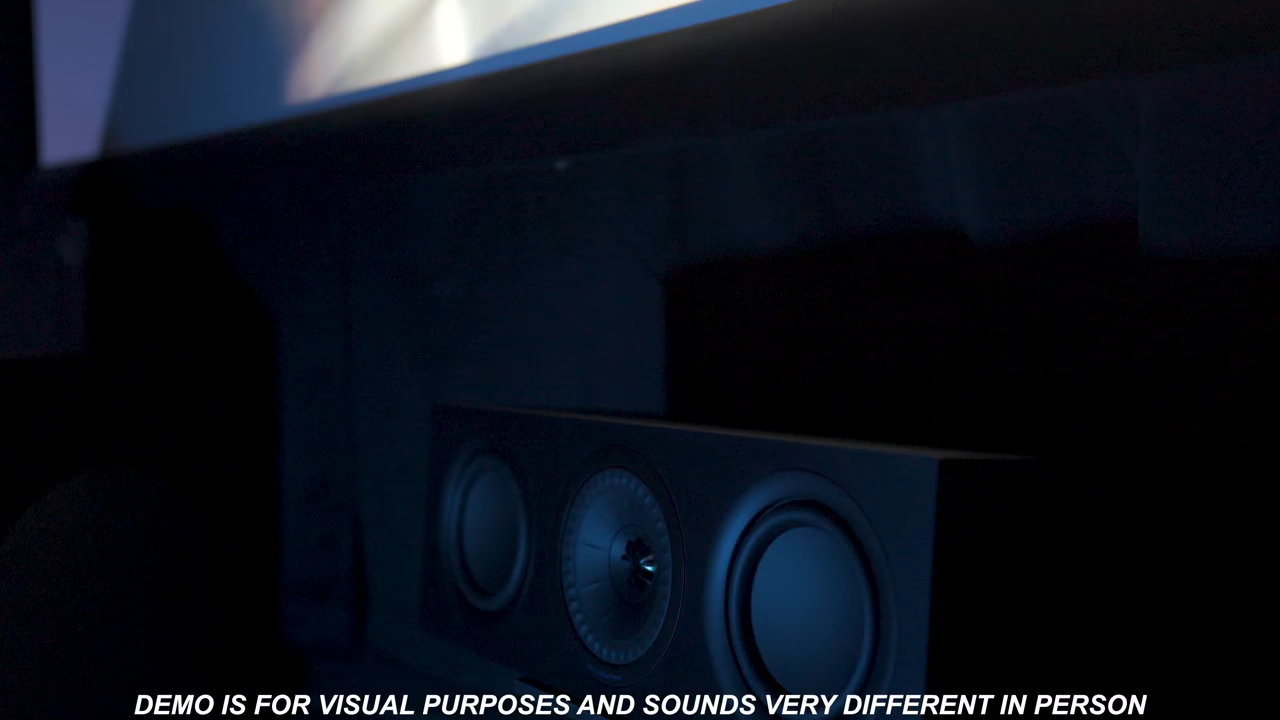 DEMO IS FOR VISUAL PURPOSES AND SOUNDS VERY DIFFERENT IN PERSON